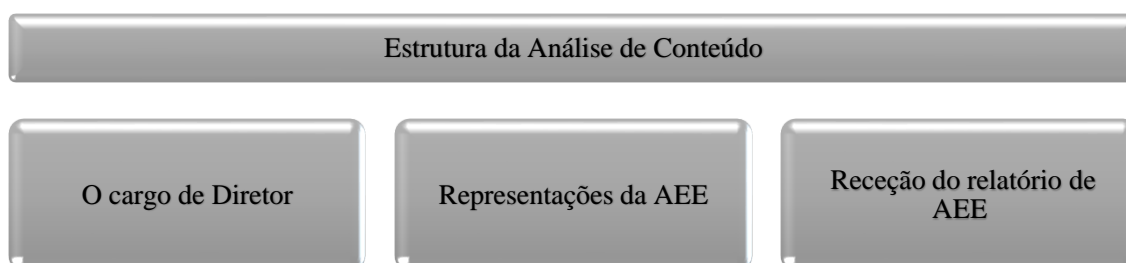 Estrutura da Análise de Conteúdo
O cargo de Diretor
Representações da AEE
Receção do relatório de
AEE